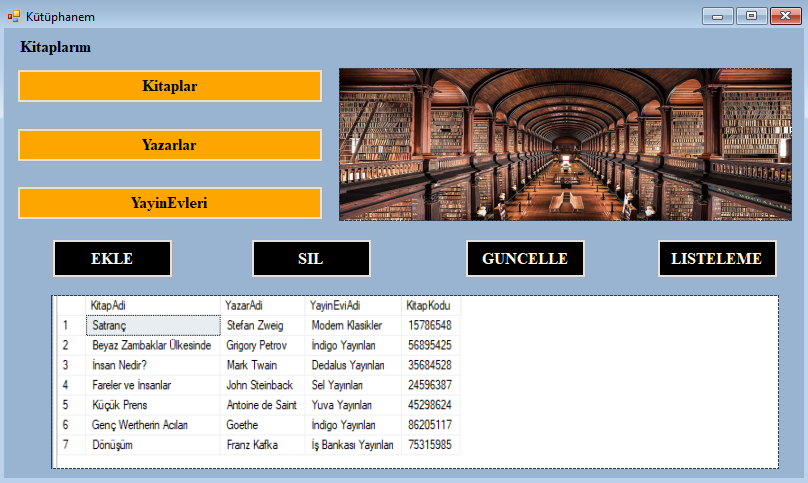 Kütüphanem
Kitaplarım
Kitaplar
Yazarlar
YayinEvleri
EKLE SIL GUNCELLE LISTELEME
KitapAdi YazarAdi YayinEviAdi KitapKodu
1 Satranç Stefan Zweig Modern Klasikler 15786548
2 Beyaz Zambaklar Ülkesinde Grigory Petrov İndigo Yayınları 56895425
3 İnsan Nedir? Mark Twain Dedalus Yayınları 35684528
4 Fareler ve İnsanlar John Steinback Sel Yayınları 24596387
5 Küçük Prens Antoine de Saint Yuva Yayınları 45298624
6 Genç Wertherin Acıları Goethe İndigo Yayınları 86205117
7 Dönüşüm Franz Kafka İş Bankası Yayınları 75315985